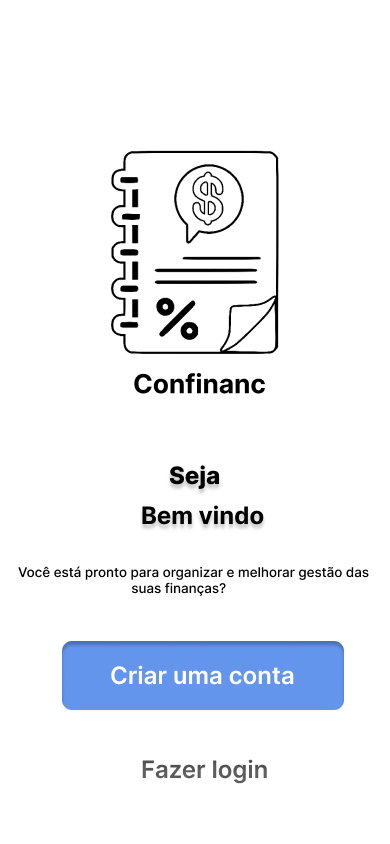 $
%
Confinanc
Seja
Bem vindo
Você está pronto para organizar e melhorar gestão das
suas finanças?
Criar uma conta
Fazer login